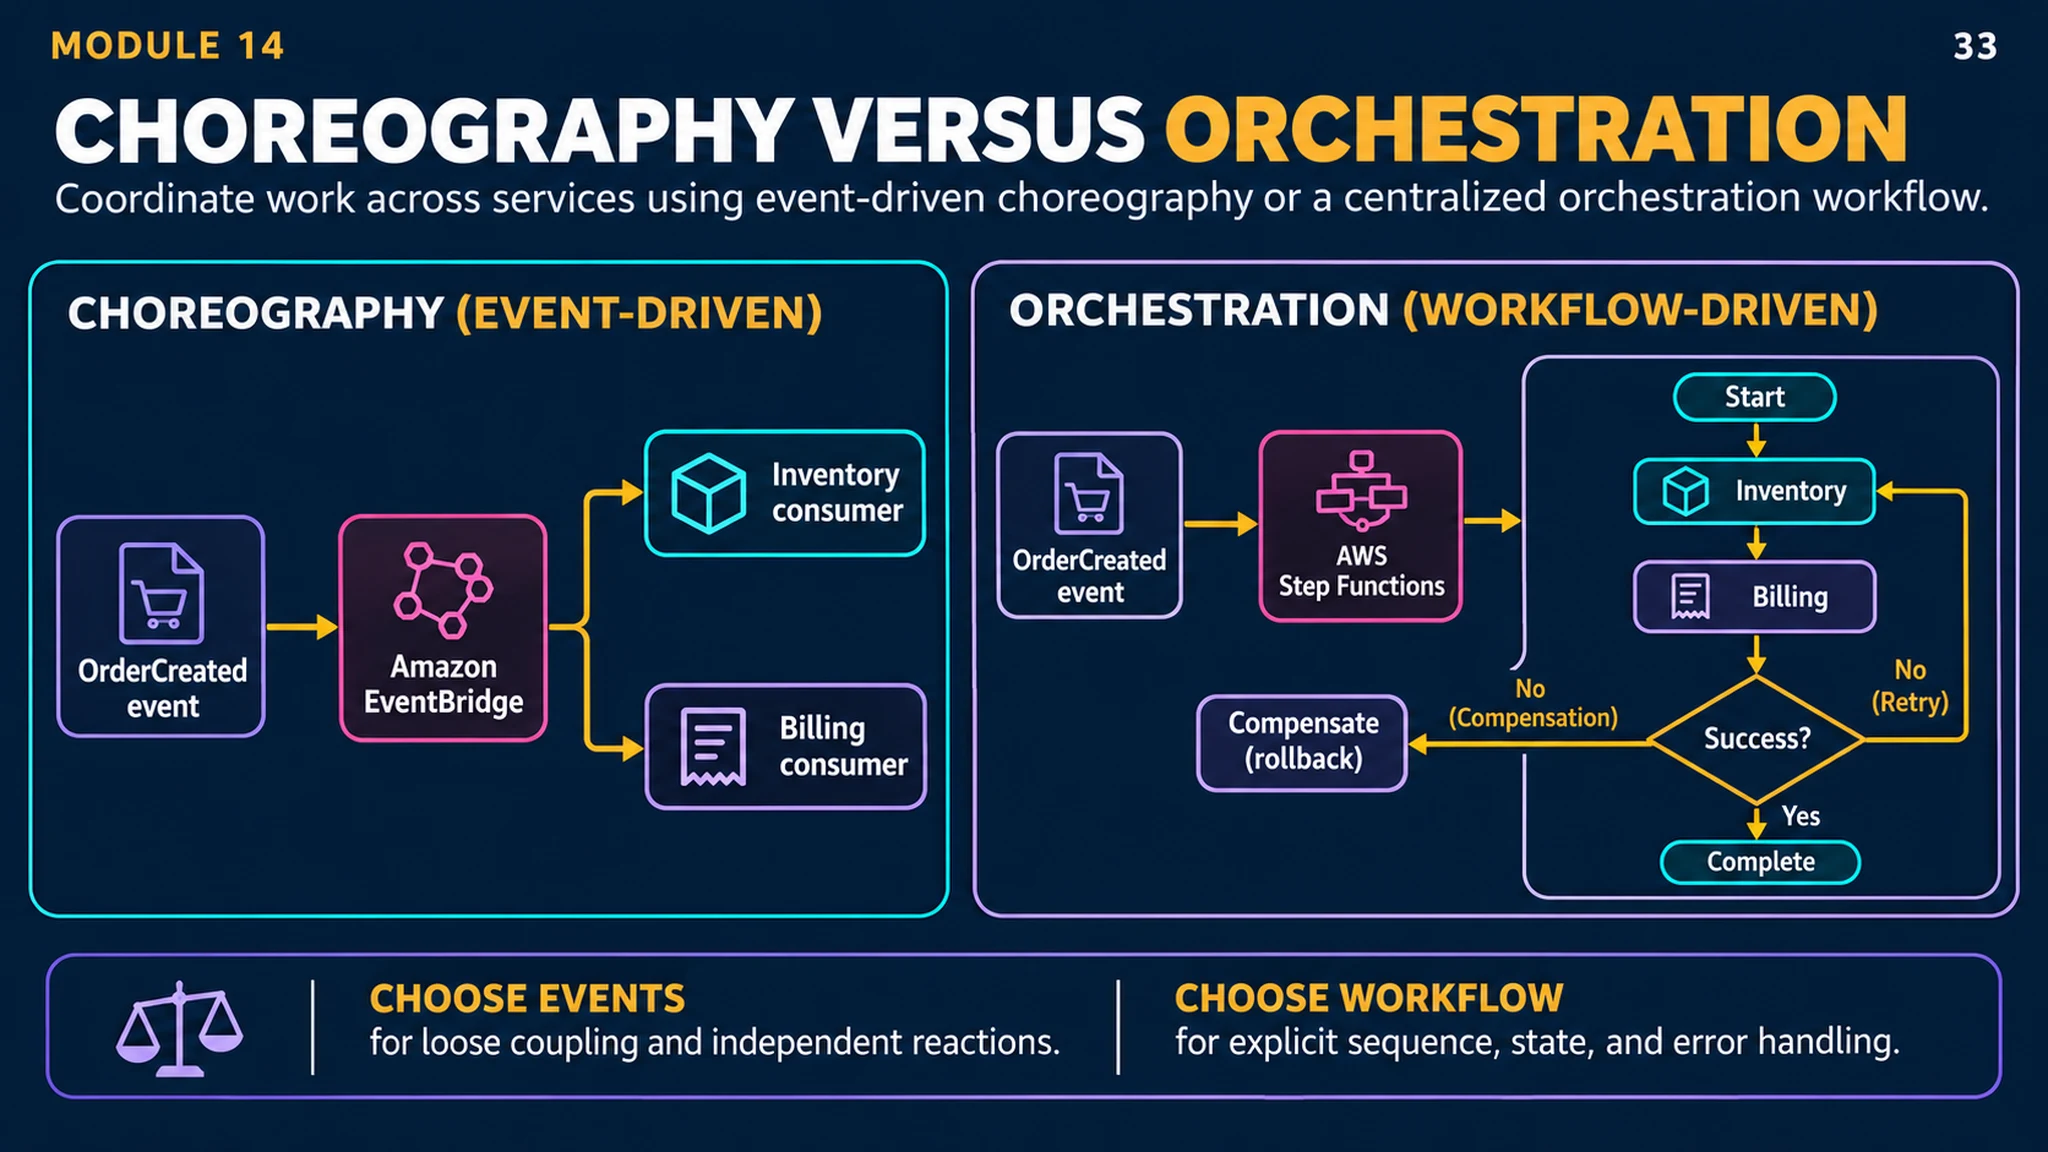 MODULE 14
33
CHOREOGRAPHY VERSUS ORCHESTRATION
Coordinate work across services using event-driven choreography or a centralized orchestration workflow.
CHOREOGRAPHY (EVENT-DRIVEN)
OrderCreated
event
Amazon
EventBridge
Inventory
consumer
Billing
consumer
ORCHESTRATION (WORKFLOW-DRIVEN)
OrderCreated
event
AWS
Step Functions
Start
Inventory
Billing
Success?
No
(Retry)
No
(Compensation)
Compensate
(rollback)
Yes
Complete
CHOOSE EVENTS
for loose coupling and independent reactions.
CHOOSE WORKFLOW
for explicit sequence, state, and error handling.